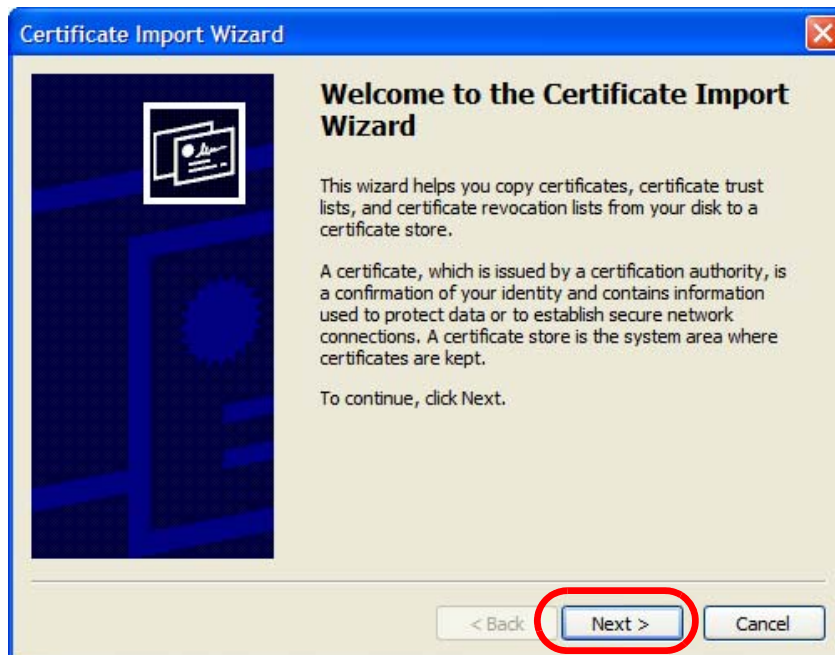 Certificate Import Wizard
Welcome to the Certificate Import
Wizard
This wizard helps you copy certificates, certificate trust
lists, and certificate revocation lists from your disk to a
certificate store.
A certificate, which is issued by a certification authority, is
a confirmation of your identity and contains information
used to protect data or to establish secure network
connections. A certificate store is the system area where
certificates are kept.
To continue, click Next.
< Back Next > Cancel